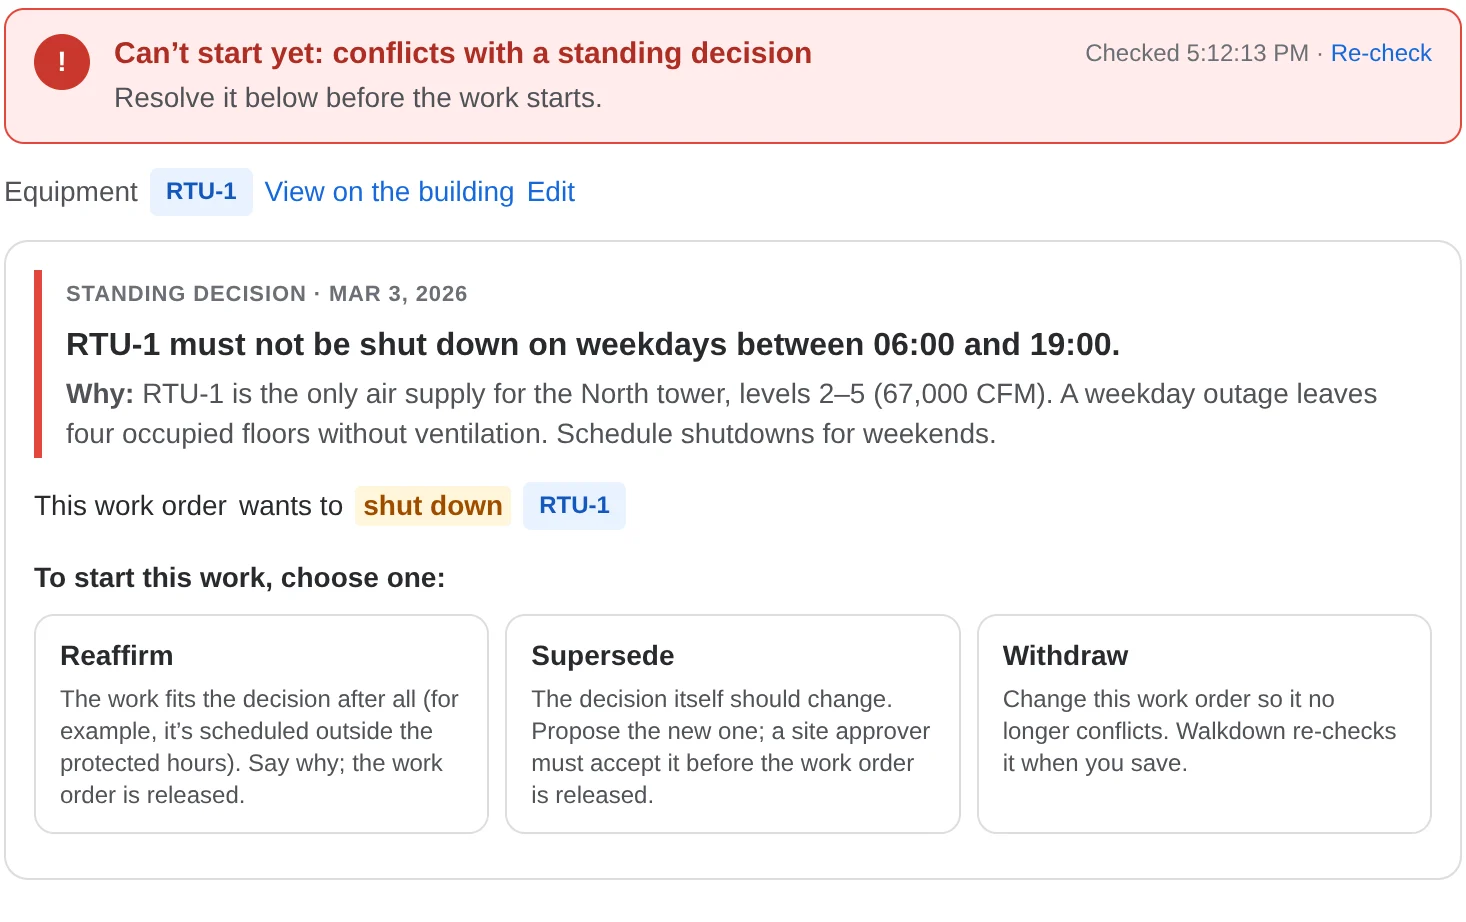 !
Can’t start yet: conflicts with a standing decision
Checked 5:12:13 PM · Re-check
Resolve it below before the work starts.
Equipment RTU-1 View on the building Edit
STANDING DECISION · MAR 3, 2026
RTU-1 must not be shut down on weekdays between 06:00 and 19:00.
Why: RTU-1 is the only air supply for the North tower, levels 2–5 (67,000 CFM). A weekday outage leaves
four occupied floors without ventilation. Schedule shutdowns for weekends.
This work order wants to shut down RTU-1
To start this work, choose one:
Reaffirm
The work fits the decision after all (for
example, it’s scheduled outside the
protected hours). Say why; the work
order is released.
Supersede
The decision itself should change.
Propose the new one; a site approver
must accept it before the work order
is released.
Withdraw
Change this work order so it no
longer conflicts. Walkdown re-checks
it when you save.